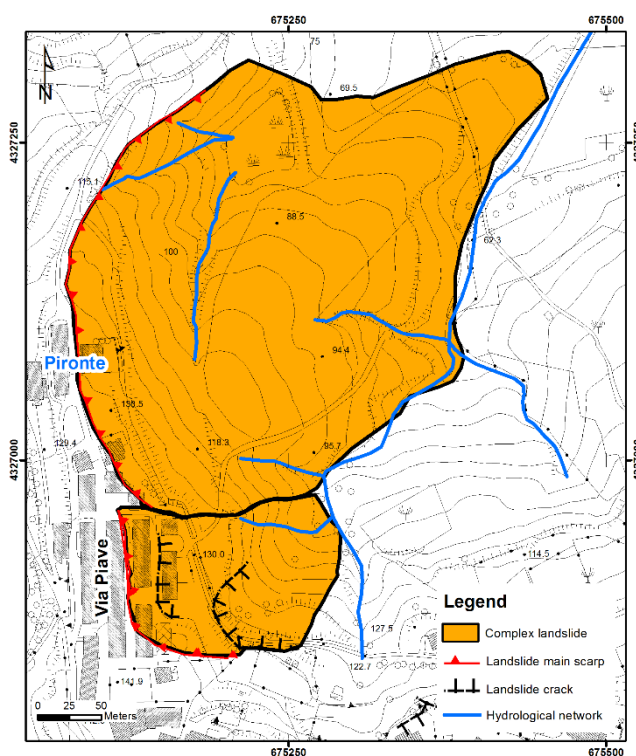 675250
675500
4327250
75
69.5
N
115.1
88.5
62.3
100
94.4
Pironte
138.5
118.3
95.7
129.4
4327000
Via Piave
130.0
114.5
127.5
122.7
141.9
Legend
Complex landslide
Landslide main scarp
Landslide crack
Hydrological network
0 25 50
Meters
675250
675500